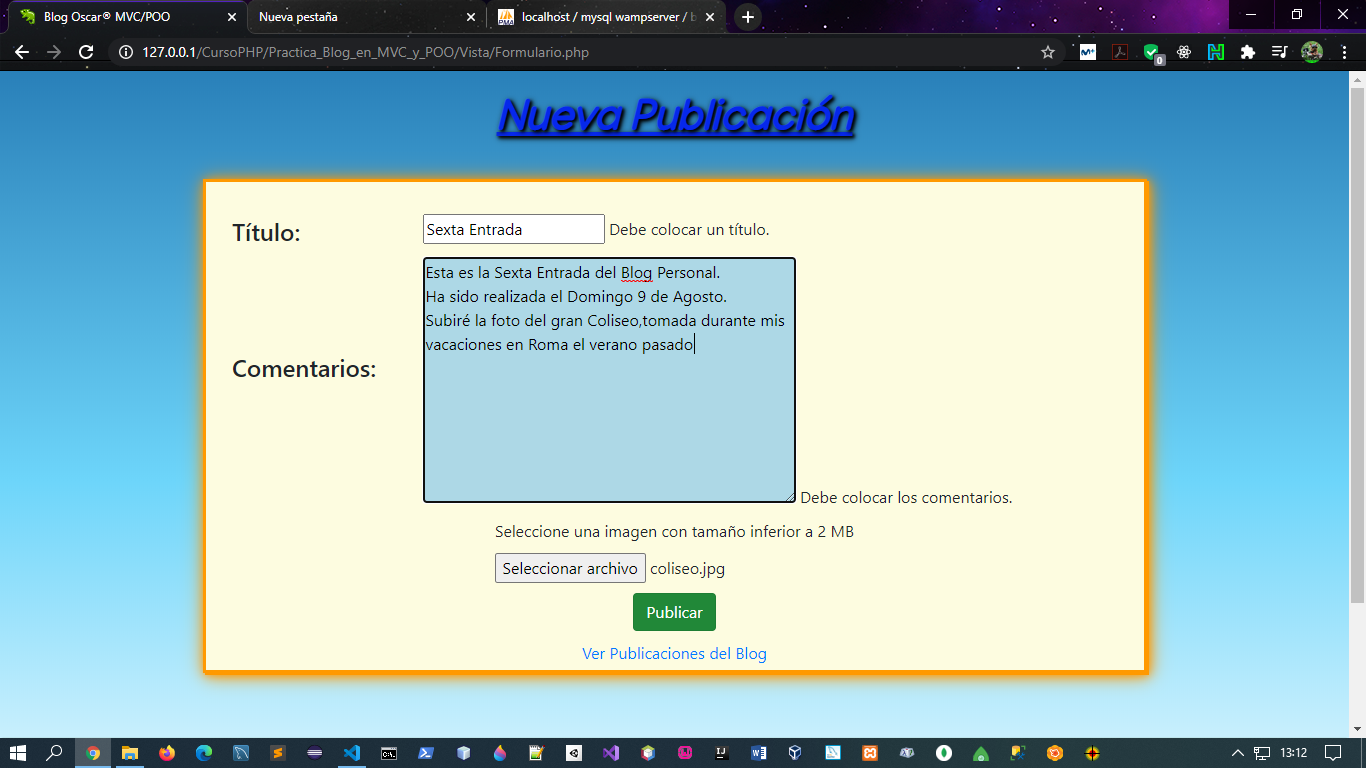 Blog Oscar® MVC/POO
Nueva pestaña
localhost / mysql wampserver / b
127.0.0.1/CursoPHP/Practica_Blog_en_MVC_y_POO/Vista/Formulario.php
0
Nueva Publicación
Título:
Sexta Entrada
Debe colocar un título.
Comentarios:
Esta es la Sexta Entrada del Blog Personal.
Ha sido realizada el Domingo 9 de Agosto.
Subiré la foto del gran Coliseo,tomada durante mis
vacaciones en Roma el verano pasado
Debe colocar los comentarios.
Seleccione una imagen con tamaño inferior a 2 MB
Seleccionar archivo coliseo.jpg
Publicar
Ver Publicaciones del Blog
13:12